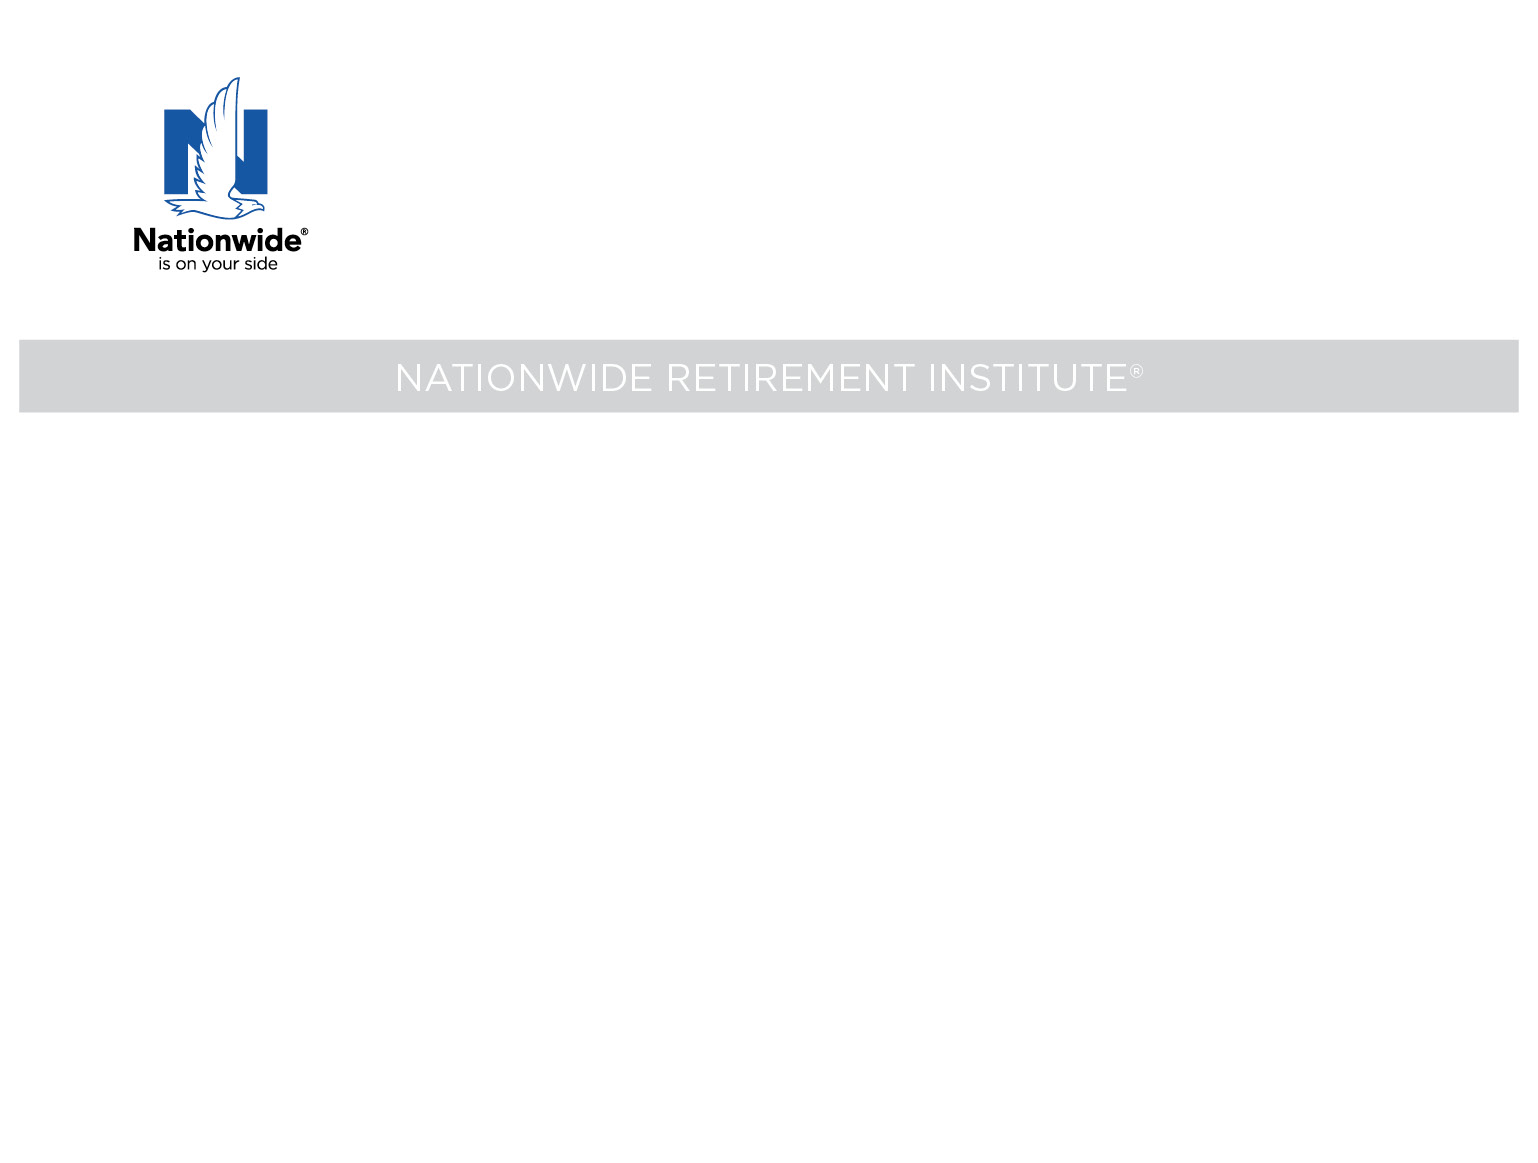 Nationwide®
is on your side
NATIONWIDE RETIREMENT INSTITUTE®